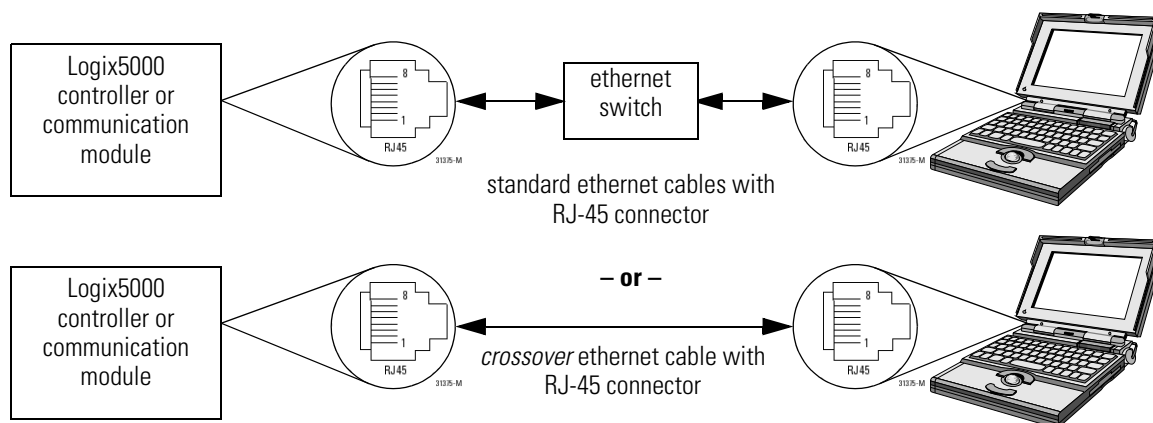 Logix5000
controller or
communication
module
8
1
RJ45
31375-M
ethernet
switch
8
1
RJ45
31375-M
standard ethernet cables with
RJ-45 connector
– or –
Logix5000
controller or
communication
module
8
1
RJ45
31375-M
crossover ethernet cable with
RJ-45 connector
8
1
RJ45
31375-M